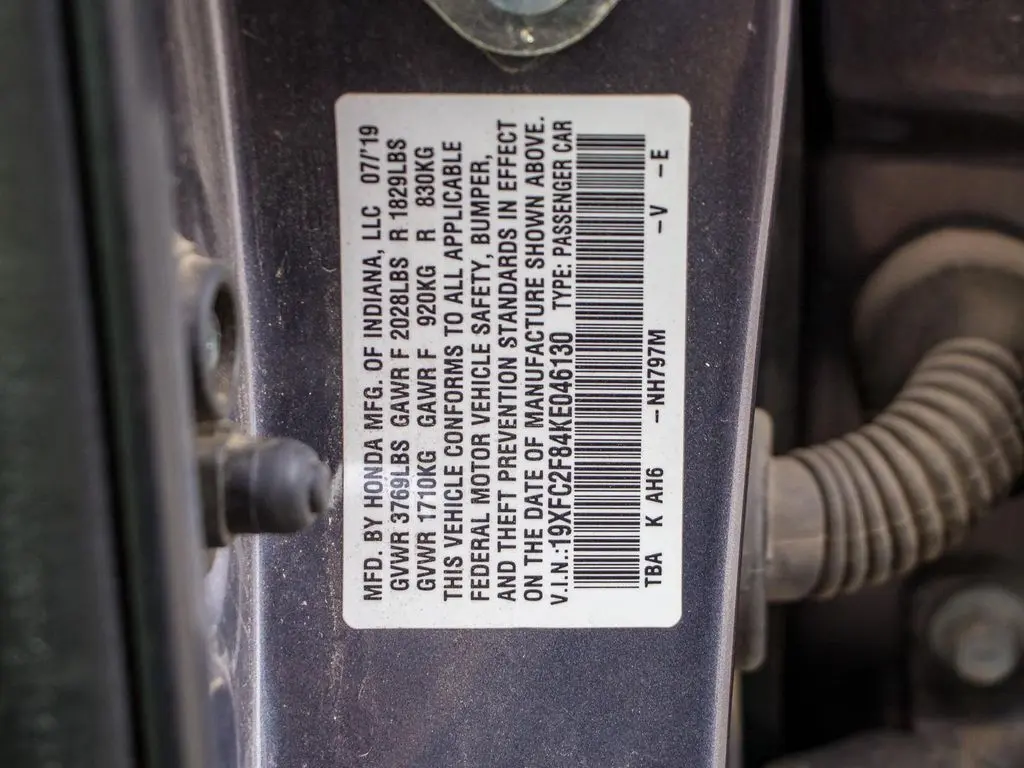 MFD. BY HONDA MFG. OF INDIANA, LLC 07/'19
GVWR 3769LBS GAWR F 2028LBS R 1829LBS
GVWR 1710KG GAWR F 920KG R 830KG
THIS VEHICLE CONFORMS TO ALL APPLICABLE
FEDERAL MOTOR VEHICLE SAFETY, BUMPER,
AND THEFT PREVENTION STANDARDS IN EFFECT
ON THE DATE OF MANUFACTURE SHOWN ABOVE.
V.I.N.:19XFC2F84KE046130 TYPE: PASSENGER CAR
TBA K AH6 -NH797M -V -E